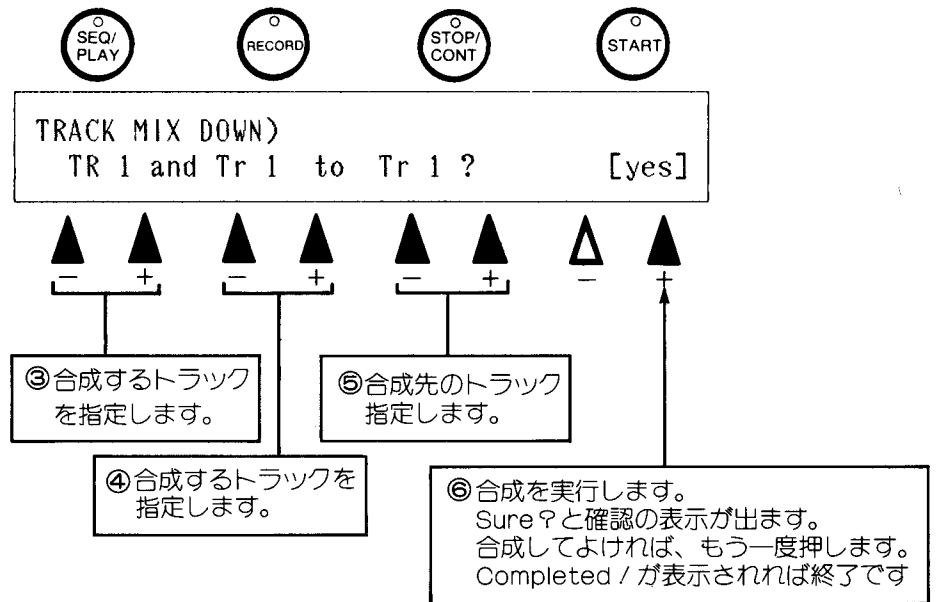 SEQ/
PLAY
RECORD
STOP/
CONT
START
TRACK MIX DOWN)
TR 1 and Tr 1 to Tr 1 ? [yes]
− + − + − + − +
③合成するトラック
を指定します。
⑤合成先のトラック
指定します。
④合成するトラックを
指定します。
⑥合成を実行します。
Sure？と確認の表示が出ます。
合成してよければ、もう一度押します。
Completed / が表示されれば終了です